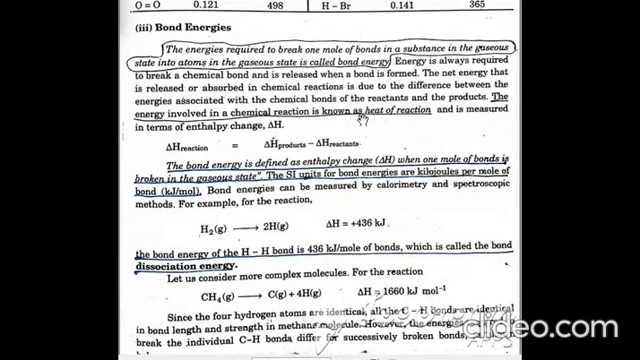 O = O 0.121 498 H – Br 0.141 365
(iii) Bond Energies
The energies required to break one mole of bonds in a substance in the gaseous
state into atoms in the gaseous state is called bond energy. Energy is always required
to break a chemical bond and is released when a bond is formed. The net energy that
is released or absorbed in chemical reactions is due to the difference between the
energies associated with the chemical bonds of the reactants and the products. The
energy involved in a chemical reaction is known as heat of reaction and is measured
in terms of enthalpy change, ΔH.
ΔHreaction = ΔHproducts – ΔHreactants.
The bond energy is defined as enthalpy change (ΔH) when one mole of bonds is
broken in the gaseous state". The SI units for bond energies are kilojoules per mole of
bond (kJ/mol). Bond energies can be measured by calorimetry and spectroscopic
methods. For example, for the reaction,
H2(g) ⟶ 2H(g) ΔH = +436 kJ
the bond energy of the H – H bond is 436 kJ/mole of bonds, which is called the bond
dissociation energy.
Let us consider more complex molecules. For the reaction
CH4(g) ⟶ C(g) + 4H(g) ΔH = 1660 kJ mol⁻¹
Since the four hydrogen atoms are identical, all the C – H bonds are identical
in bond length and strength in methane molecule. However, the energies
break the individual C–H bonds differ for successively broken bonds,
clideo.com